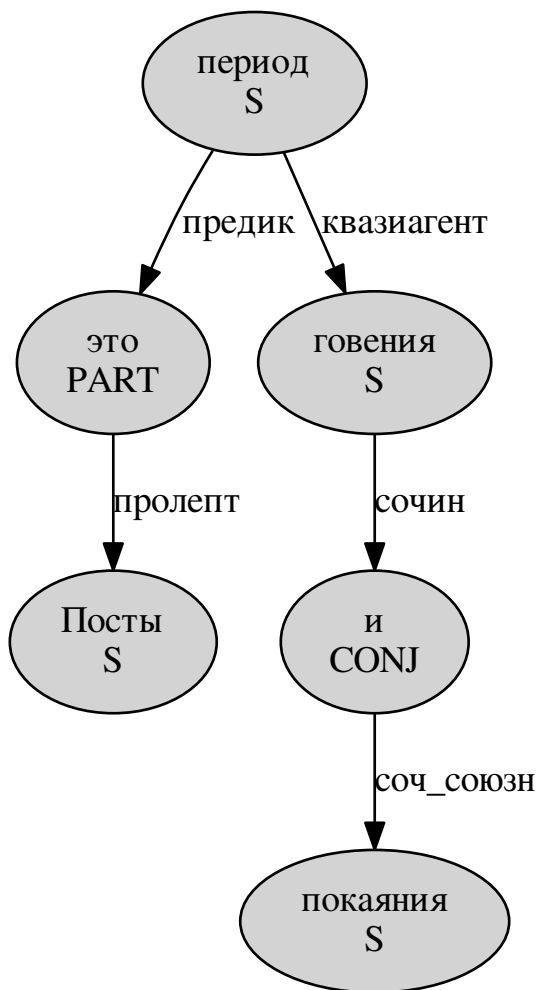 период
S
предик квазиагент
это
PART
говения
S
пролепт
сочин
Посты
S
и
CONJ
соч_союзн
покаяния
S